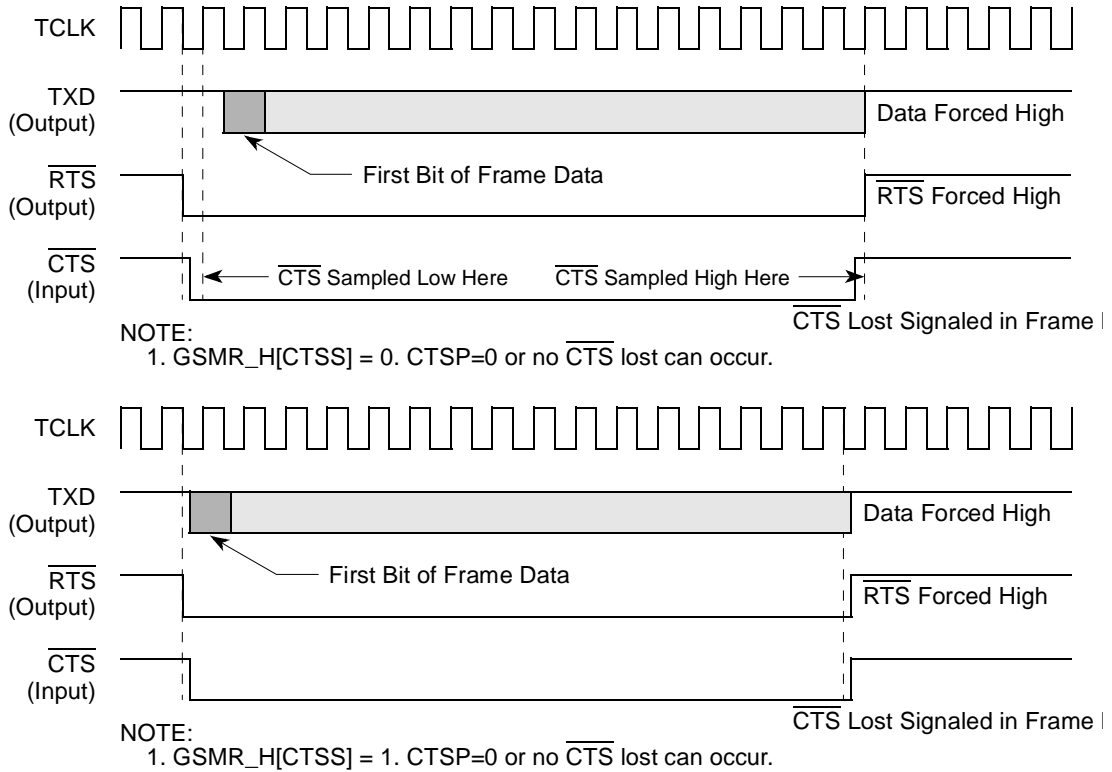 TCLK
TXD
(Output)
Data Forced High
First Bit of Frame Data
RTS
(Output)
RTS Forced High
CTS
(Input)
CTS Sampled Low Here
CTS Sampled High Here
CTS Lost Signaled in Frame
NOTE:
1. GSMR_H[CTSS] = 0. CTSP=0 or no CTS lost can occur.
TCLK
TXD
(Output)
Data Forced High
First Bit of Frame Data
RTS
(Output)
RTS Forced High
CTS
(Input)
CTS Lost Signaled in Frame
NOTE:
1. GSMR_H[CTSS] = 1. CTSP=0 or no CTS lost can occur.